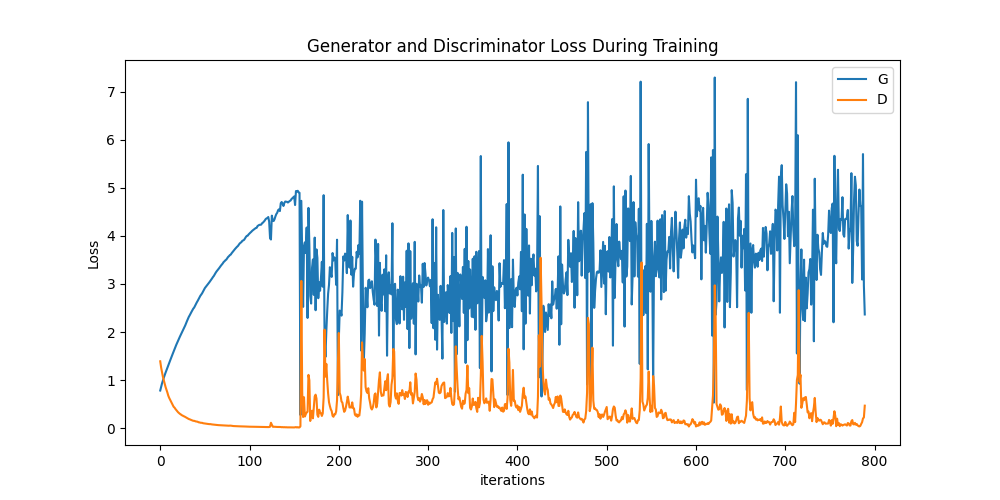 Generator and Discriminator Loss During Training
G
D
Loss
7
6
5
4
3
2
1
0
0 100 200 300 400 500 600 700 800
iterations